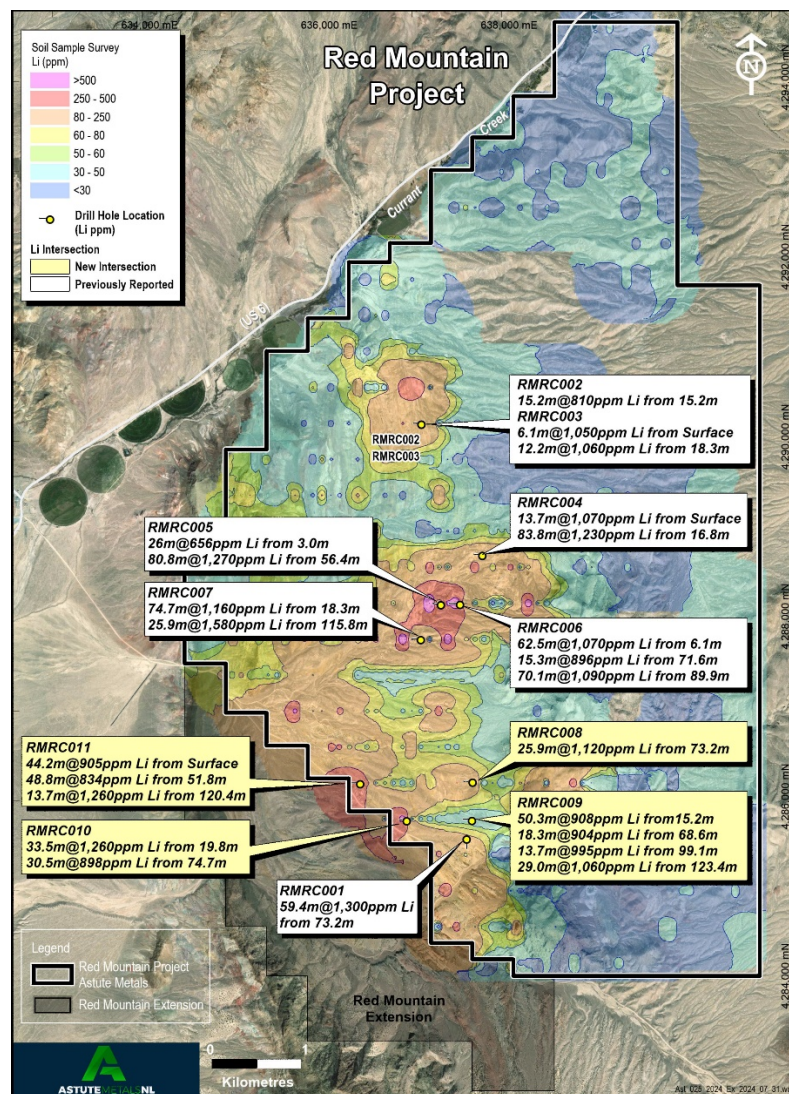 634,000 mE
636,000 mE
638,000 mE
Soil Sample Survey
Li (ppm)
>500
250 - 500
80 - 250
60 - 80
50 - 60
30 - 50
<30
Drill Hole Location
(Li ppm)
Li Intersection
New Intersection
Previously Reported
Red Mountain
Project
N
4,294,000 mN
Creek
Currant
4,292,000 mN
(US 6)
RMRC002
15.2m@810ppm Li from 15.2m
RMRC003
6.1m@1,050ppm Li from Surface
12.2m@1,060ppm Li from 18.3m
RMRC002
RMRC003
4,290,000 mN
RMRC004
13.7m@1,070ppm Li from Surface
83.8m@1,230ppm Li from 16.8m
RMRC005
26m@656ppm Li from 3.0m
80.8m@1,270ppm Li from 56.4m
RMRC007
74.7m@1,160ppm Li from 18.3m
25.9m@1,580ppm Li from 115.8m
4,288,000 mN
RMRC006
62.5m@1,070ppm Li from 6.1m
15.3m@896ppm Li from 71.6m
70.1m@1,090ppm Li from 89.9m
RMRC008
25.9m@1,120ppm Li from 73.2m
RMRC011
44.2m@905ppm Li from Surface
48.8m@834ppm Li from 51.8m
13.7m@1,260ppm Li from 120.4m
4,286,000 mN
RMRC009
50.3m@908ppm Li from15.2m
18.3m@904ppm Li from 68.6m
13.7m@995ppm Li from 99.1m
29.0m@1,060ppm Li from 123.4m
RMRC010
33.5m@1,260ppm Li from 19.8m
30.5m@898ppm Li from 74.7m
RMRC001
59.4m@1,300ppm Li
from 73.2m
4,284,000 mN
Legend
Red Mountain Project
Astute Metals
Red Mountain Extension
Red Mountain
Extension
0 1
Kilometres
ASTUTEMETALSNL